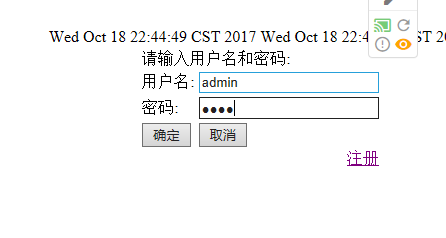 Wed Oct 18 22:44:49 CST 2017 Wed Oct 18 22:4
请输入用户名和密码:
用户名: admin
密码: ●●●●
确定 取消
注册